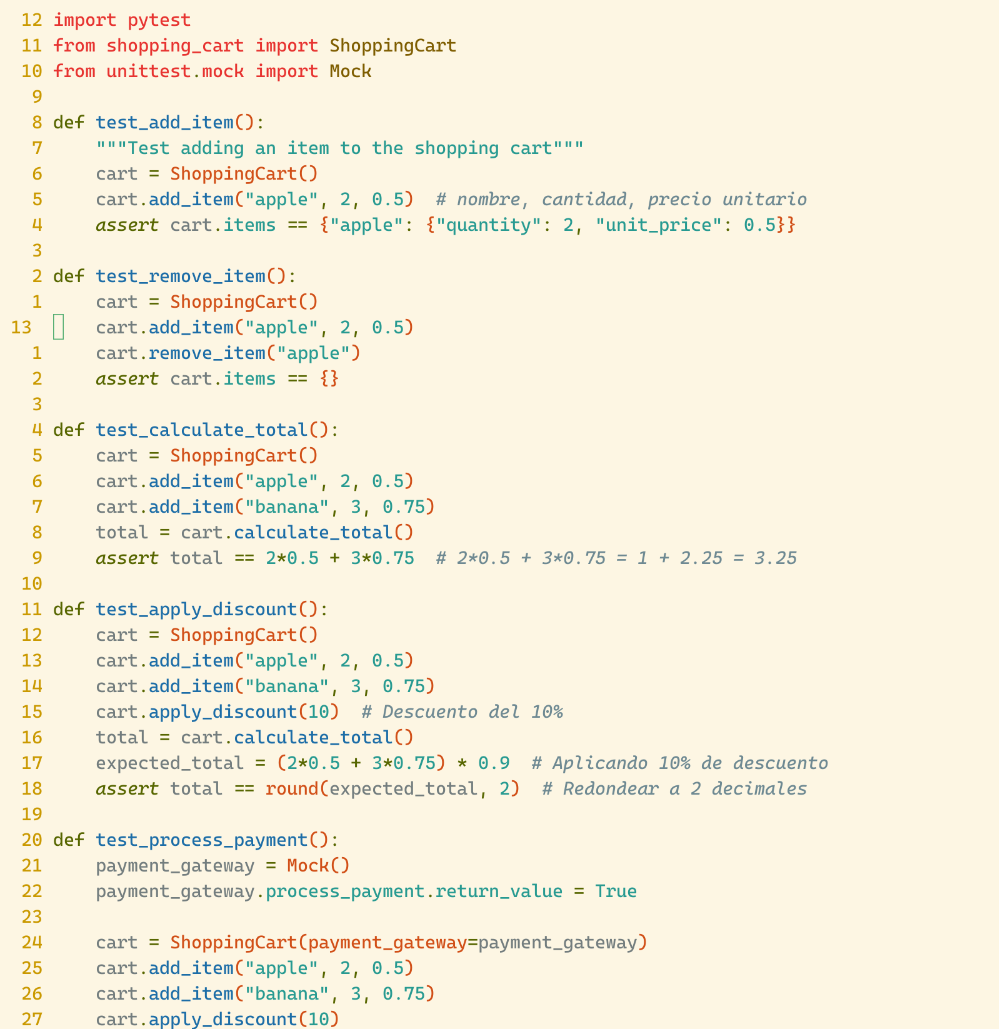 12 import pytest
11 from shopping_cart import ShoppingCart
10 from unittest.mock import Mock
9
8 def test_add_item():
7     """Test adding an item to the shopping cart"""
6     cart = ShoppingCart()
5     cart.add_item("apple", 2, 0.5)  # nombre, cantidad, precio unitario
4     assert cart.items == {"apple": {"quantity": 2, "unit_price": 0.5}}
3
2 def test_remove_item():
1     cart = ShoppingCart()
13     cart.add_item("apple", 2, 0.5)
1     cart.remove_item("apple")
2     assert cart.items == {}
3
4 def test_calculate_total():
5     cart = ShoppingCart()
6     cart.add_item("apple", 2, 0.5)
7     cart.add_item("banana", 3, 0.75)
8     total = cart.calculate_total()
9     assert total == 2*0.5 + 3*0.75  # 2*0.5 + 3*0.75 = 1 + 2.25 = 3.25
10
11 def test_apply_discount():
12     cart = ShoppingCart()
13     cart.add_item("apple", 2, 0.5)
14     cart.add_item("banana", 3, 0.75)
15     cart.apply_discount(10)  # Descuento del 10%
16     total = cart.calculate_total()
17     expected_total = (2*0.5 + 3*0.75) * 0.9  # Aplicando 10% de descuento
18     assert total == round(expected_total, 2)  # Redondear a 2 decimales
19
20 def test_process_payment():
21     payment_gateway = Mock()
22     payment_gateway.process_payment.return_value = True
23
24     cart = ShoppingCart(payment_gateway=payment_gateway)
25     cart.add_item("apple", 2, 0.5)
26     cart.add_item("banana", 3, 0.75)
27     cart.apply_discount(10)